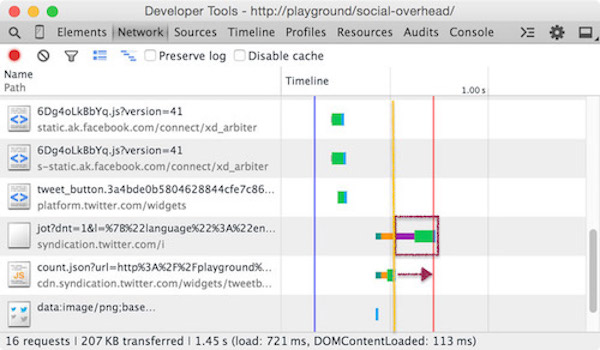 Developer Tools - http://playground/social-overhead/
Elements Network Sources Timeline Profiles Resources Audits Console
Preserve log Disable cache
Name
Path
Timeline
1.00 s
6Dg4oLkBbYq.js?version=41
static.ak.facebook.com/connect/xd_arbiter
6Dg4oLkBbYq.js?version=41
s-static.ak.facebook.com/connect/xd_arbiter
tweet_button.3a4bde0b5804628844cfe7c86...
platform.twitter.com/widgets
jot?dnt=1&l=%7B%22language%22%3A%22en...
syndication.twitter.com/i
JS
count.json?url=http%3A%2F%2Fplayground%...
cdn.syndication.twitter.com/widgets/tweetb...
data:image/png;base...
16 requests | 207 KB transferred | 1.45 s (load: 721 ms, DOMContentLoaded: 113 ms)